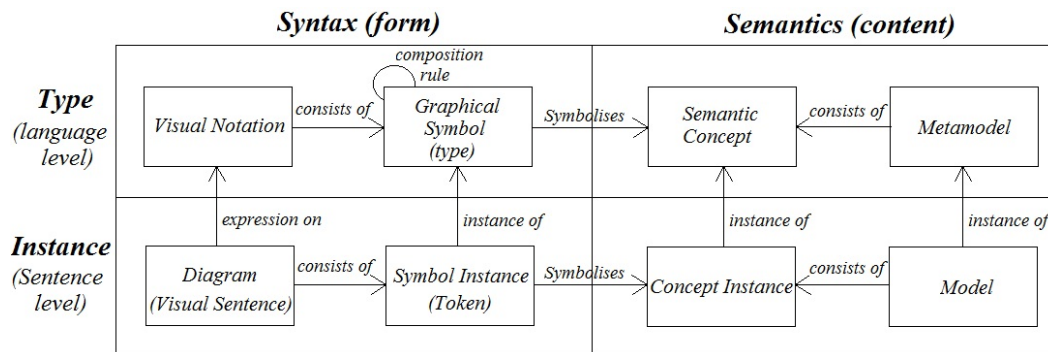 Syntax (form)
Semantics (content)
Type
(language
level)
composition
rule
Visual Notation
consists of
Graphical
Symbol
(type)
Symbolises
Semantic
Concept
consists of
Metamodel
expression on
instance of
instance of
instance of
Instance
(Sentence
level)
Diagram
(Visual Sentence)
consists of
Symbol Instance
(Token)
Symbolises
Concept Instance
consists of
Model